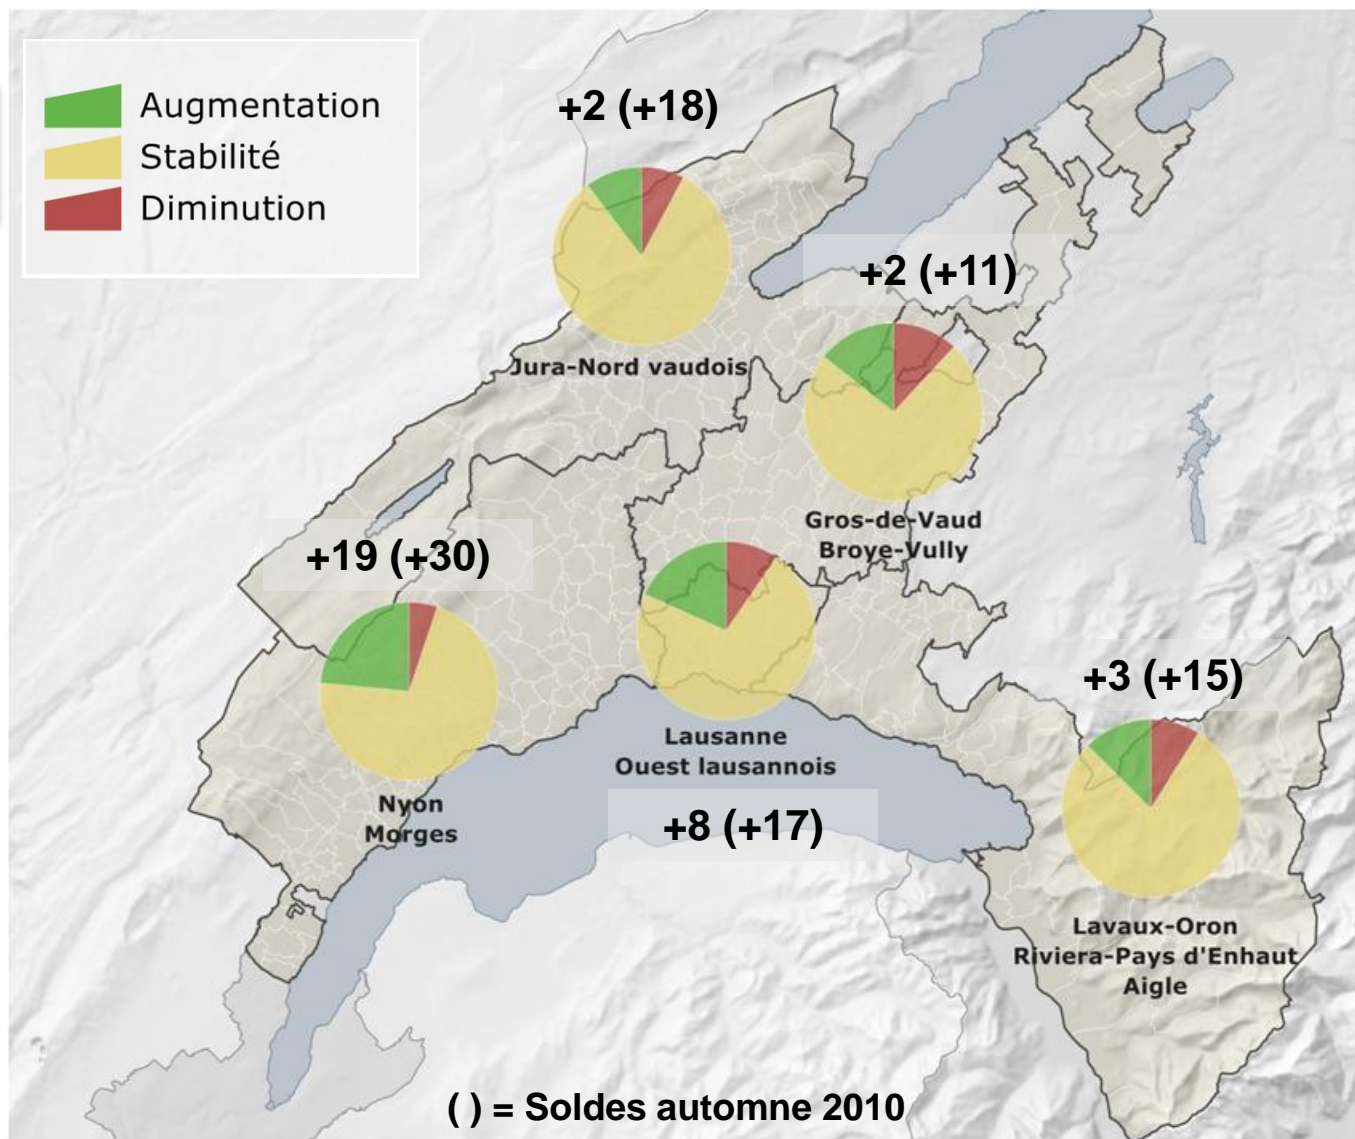 Augmentation
Stabilité
Diminution
+2 (+18)
Jura-Nord vaudois
+2 (+11)
Gros-de-Vaud
Broye-Vully
+19 (+30)
Nyon
Morges
Lausanne
Ouest lausannois
+8 (+17)
+3 (+15)
Lavaux-Oron
Riviera-Pays d'Enhaut
Aigle
( ) = Soldes automne 2010